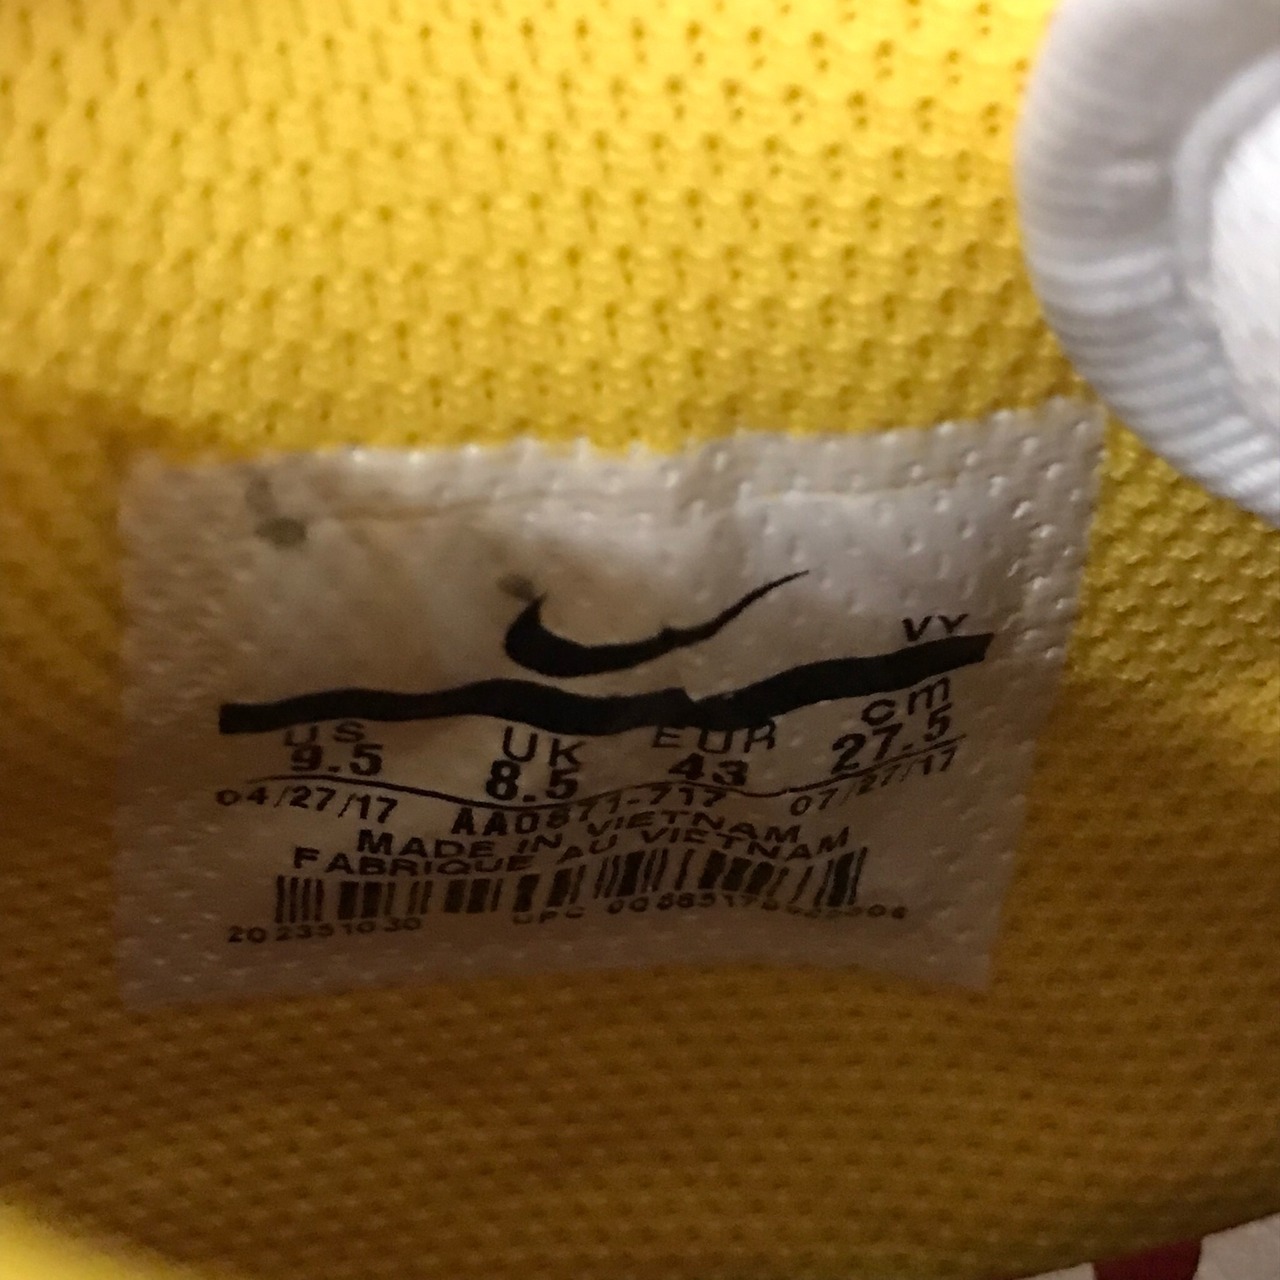 VY
US UK EUR cm
9.5 8.5 43 27.5
04/27/17 AA0871-717 07/27/17
MADE IN VIETNAM
FABRIQUE AU VIETNAM
2023351030 UPC